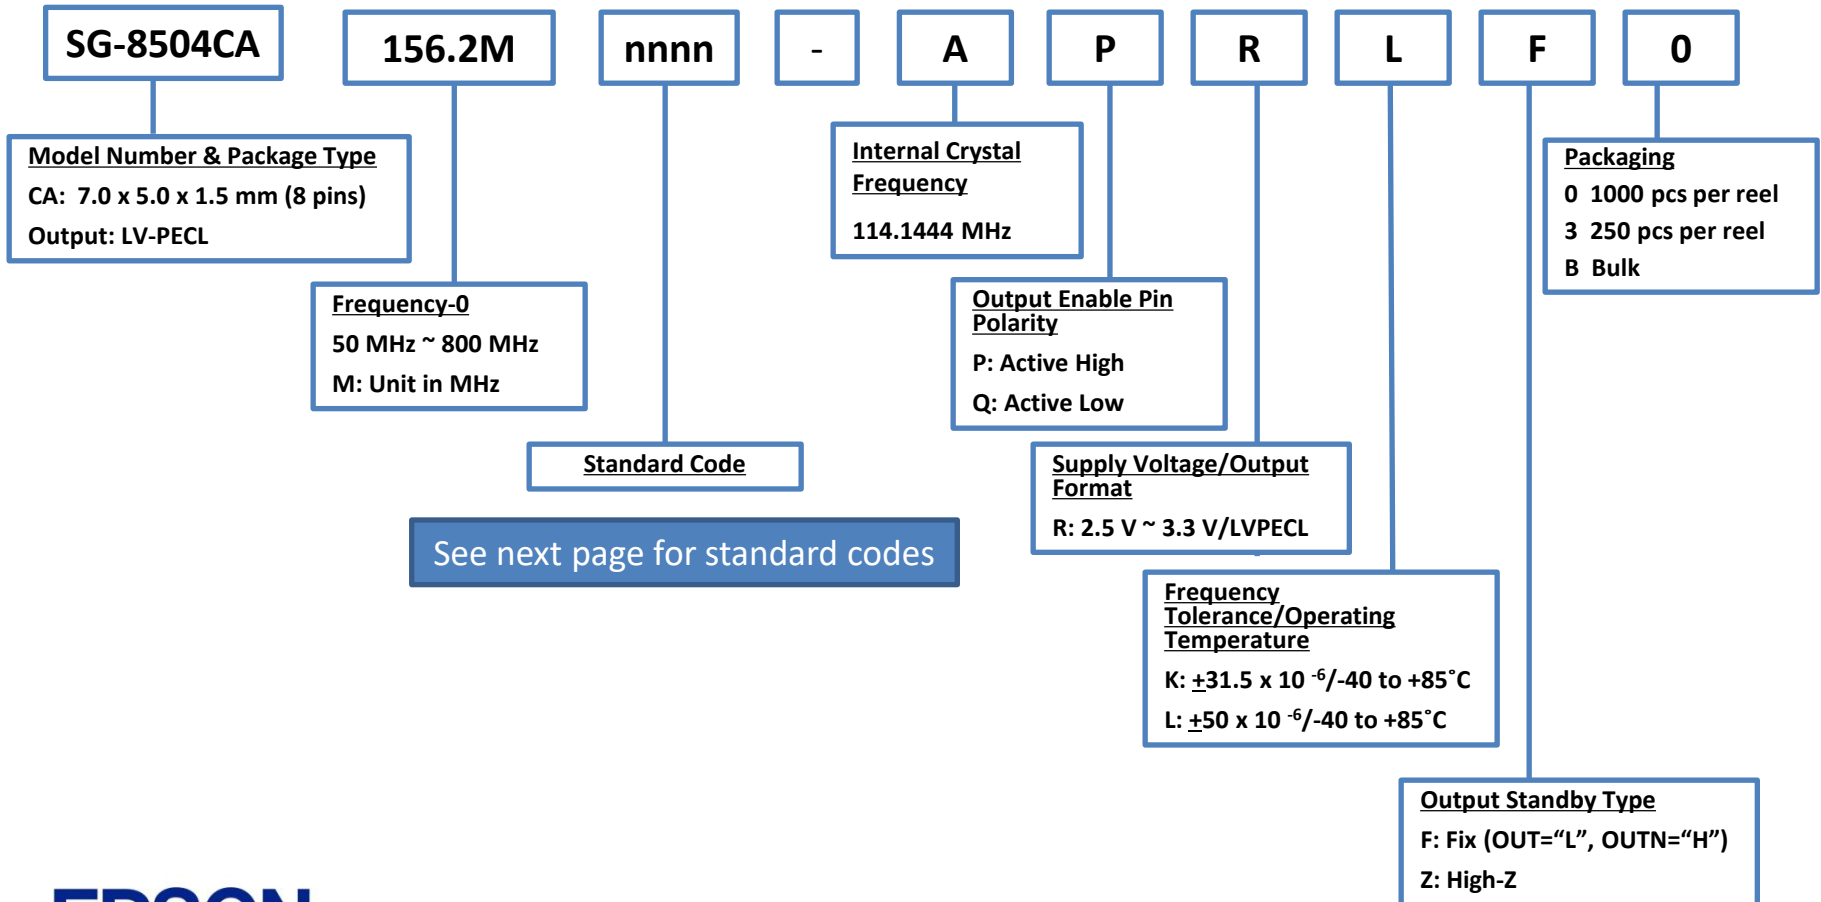 SG-8504CA 156.2M nnnn - A P R L F 0
Model Number & Package Type
CA: 7.0 x 5.0 x 1.5 mm (8 pins)
Output: LV-PECL
Frequency-0
50 MHz ~ 800 MHz
M: Unit in MHz
Standard Code
See next page for standard codes
Internal Crystal
Frequency
114.1444 MHz
Output Enable Pin
Polarity
P: Active High
Q: Active Low
Supply Voltage/Output
Format
R: 2.5 V ~ 3.3 V/LVPECL
Frequency
Tolerance/Operating
Temperature
K: ±31.5 x 10 ⁻⁶/-40 to +85˚C
L: ±50 x 10 ⁻⁶/-40 to +85˚C
Output Standby Type
F: Fix (OUT=“L”, OUTN=“H”)
Z: High-Z
Packaging
0 1000 pcs per reel
3 250 pcs per reel
B Bulk
EPSON